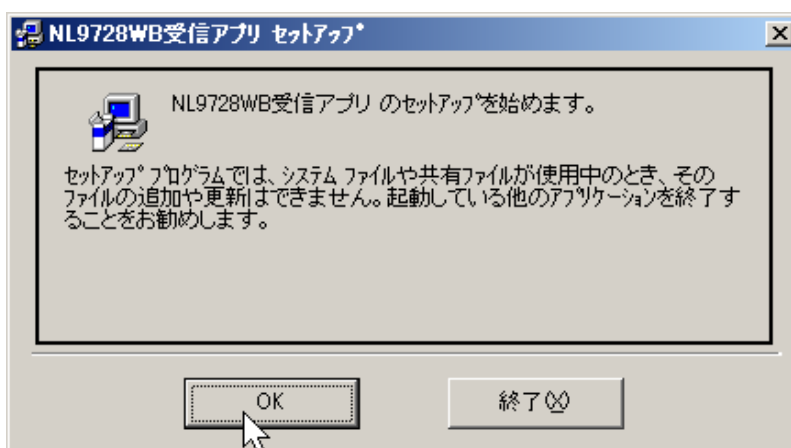 NL9728WB受信アプリ ｾｯﾄｱｯﾌﾟ
NL9728WB受信アプリ のｾｯﾄｱｯﾌﾟを始めます。
ｾｯﾄｱｯﾌﾟ ﾌﾟﾛｸﾞﾗﾑでは、ｼｽﾃﾑ ﾌｧｲﾙや共有ﾌｧｲﾙが使用中のとき、その
ﾌｧｲﾙの追加や更新はできません。起動している他のｱﾌﾟﾘｹｰｼｮﾝを終了す
ることをお勧めします。
OK
終了(X)